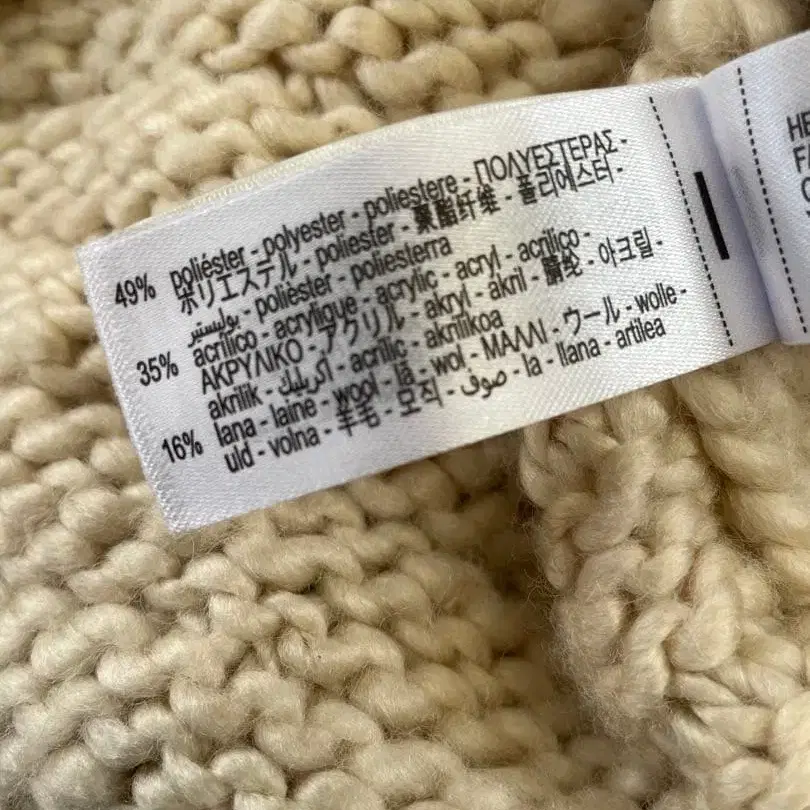 49% poliéster - polyester - poliestere - ΠΟΛΥΕΣΤΕΡΑΣ -
ポリエステル - poliester - 聚酯纤维 - 폴리에스터 -
بوليستير - polièster - poliesterra
35% acrílico - acrylique - acrylic - acryl - acrilico -
ΑΚΡΥΛΙΚΟ - アクリル - akryl - akril - 腈纶 - 아크릴 -
akrilik - اكريليك - acrílic - akrilikoa
16% lana - laine - wool - lã - wol - ΜΑΛΛΙ - ウール - wolle -
uld - volna - 羊毛 - 모직 - صوف - la - llana - artilea